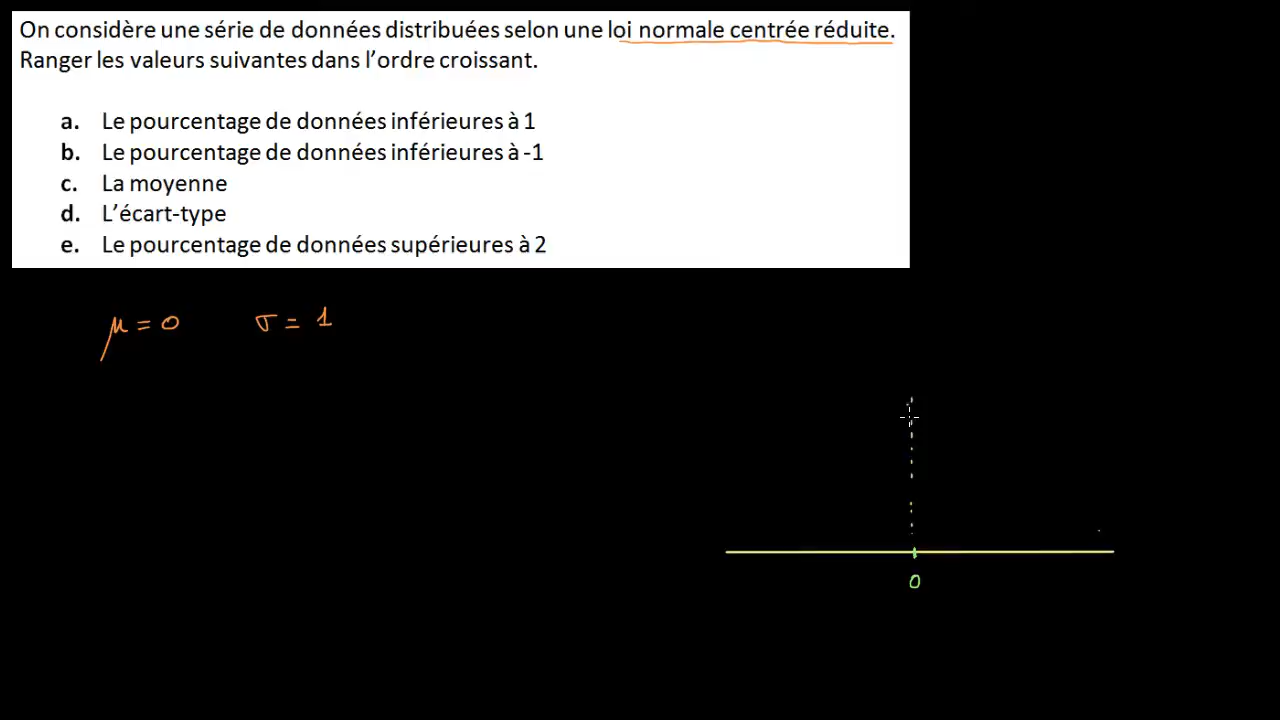 On considère une série de données distribuées selon une loi normale centrée réduite.
Ranger les valeurs suivantes dans l'ordre croissant.
a. Le pourcentage de données inférieures à 1
b. Le pourcentage de données inférieures à -1
c. La moyenne
d. L'écart-type
e. Le pourcentage de données supérieures à 2
μ = 0 σ = 1
0